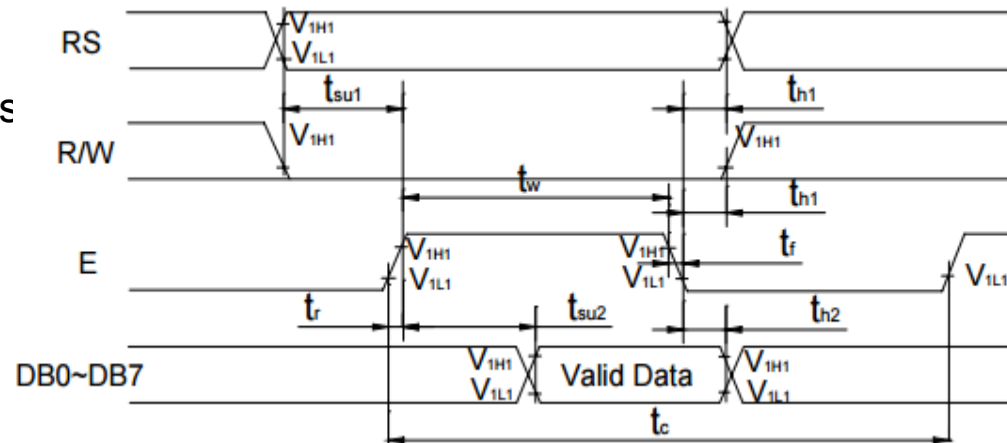 RS V1H1
V1L1
tsu1 th1
s
R/W V1H1 V1H1
tw th1
E V1H1 V1H1 tf
V1L1 V1L1 V1L1
tr tsu2 th2
DB0~DB7 V1H1 Valid Data V1H1
V1L1 V1L1
tc